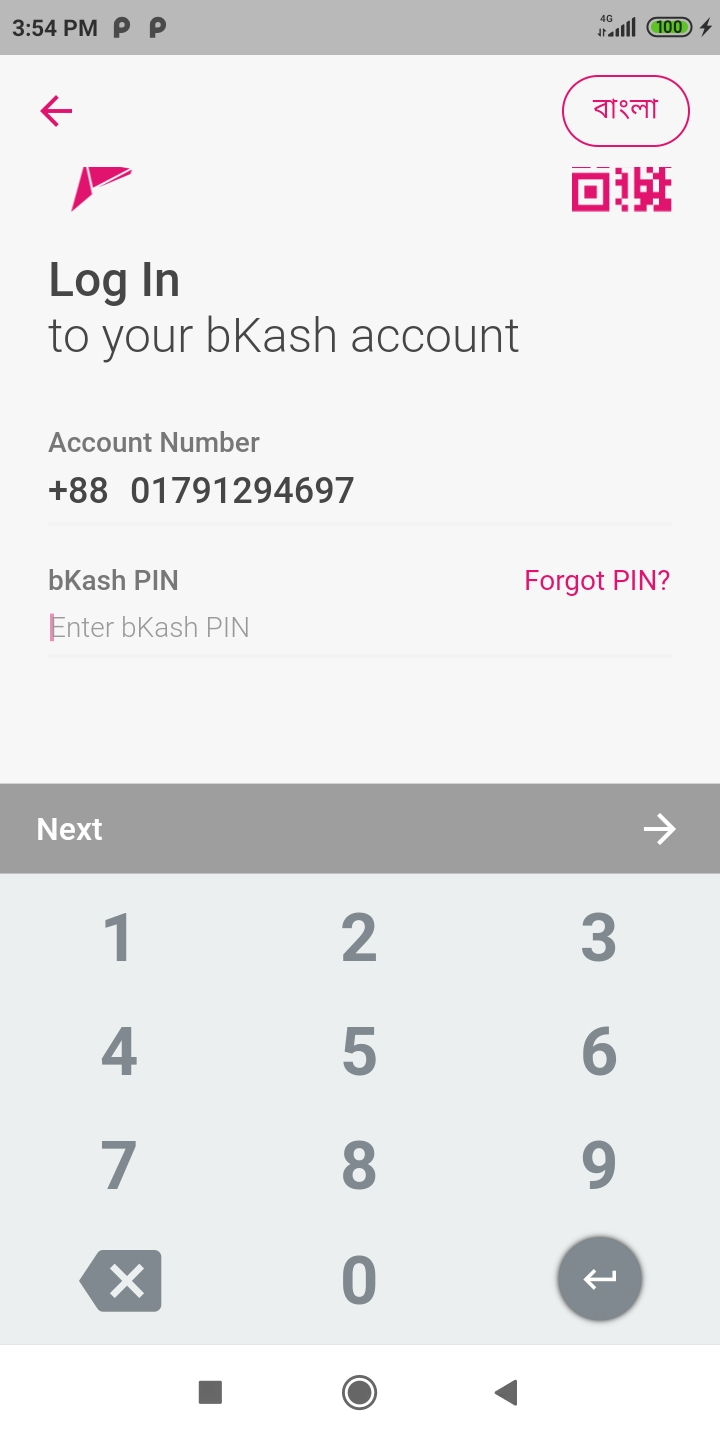 3:54 PM 4G 100
বাংলা
Log In
to your bKash account
Account Number
+88 01791294697
bKash PIN Forgot PIN?
Enter bKash PIN
Next
1 2 3
4 5 6
7 8 9
0